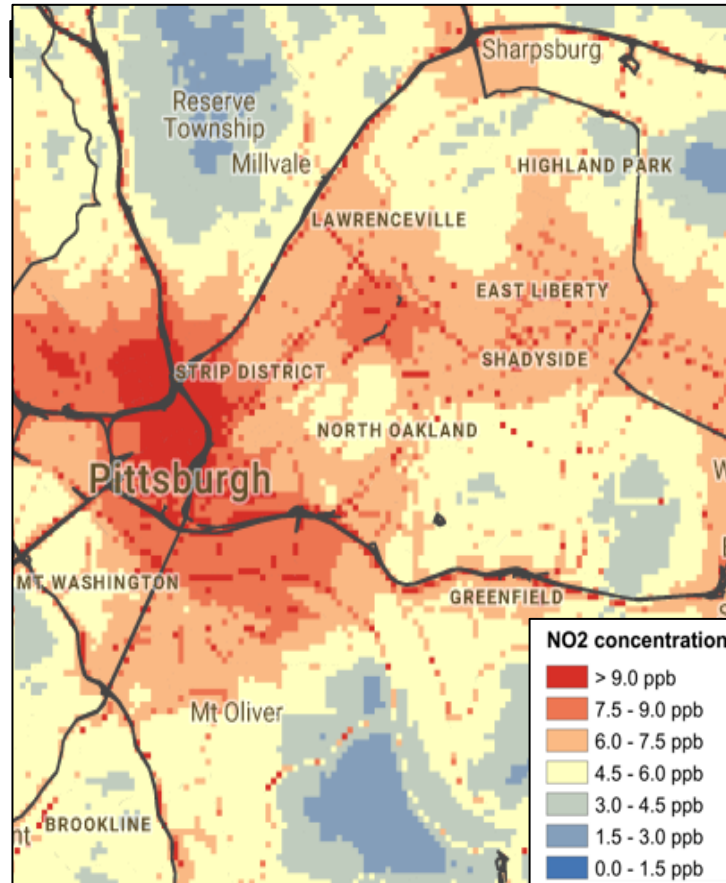 Sharpsburg
Reserve
Township
Millvale
HIGHLAND PARK
LAWRENCEVILLE
EAST LIBERTY
SHADYSIDE
STRIP DISTRICT
NORTH OAKLAND
Pittsburgh
W
MT WASHINGTON
GREENFIELD
Mt Oliver
BROOKLINE
nt
NO2 concentration
> 9.0 ppb
7.5 - 9.0 ppb
6.0 - 7.5 ppb
4.5 - 6.0 ppb
3.0 - 4.5 ppb
1.5 - 3.0 ppb
0.0 - 1.5 ppb